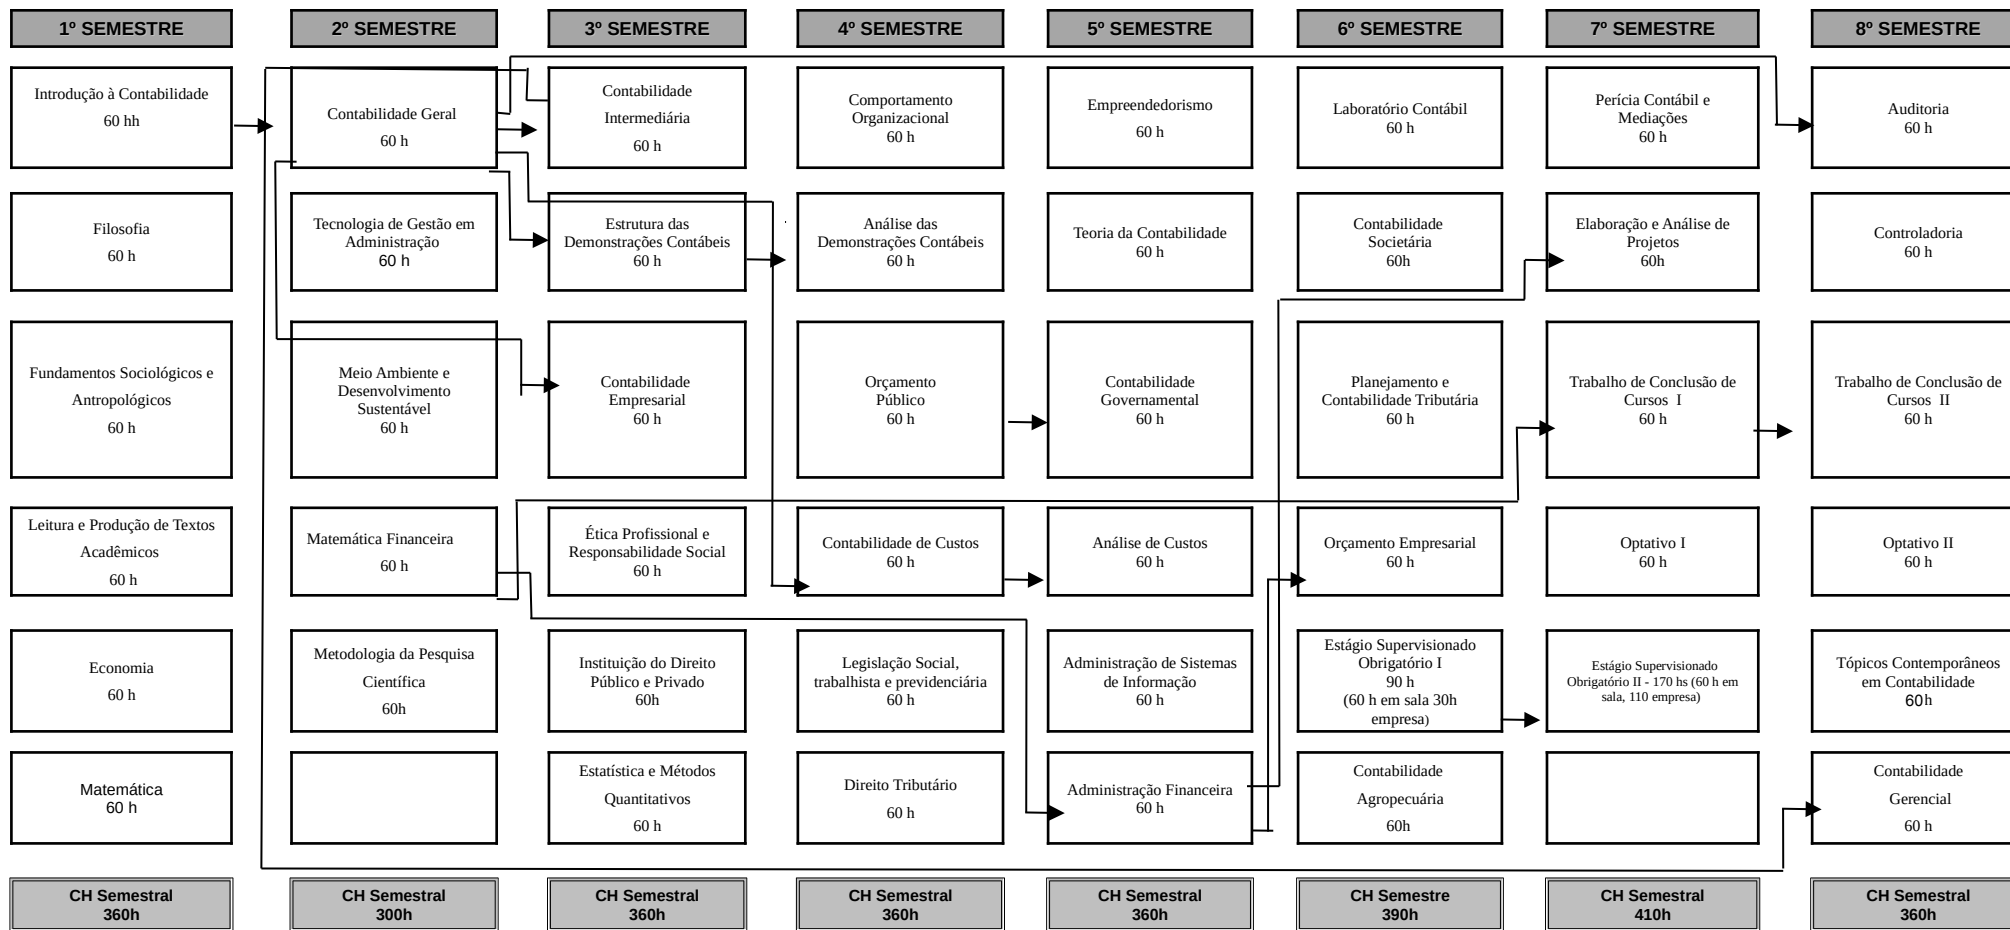 1º SEMESTRE
2º SEMESTRE
3º SEMESTRE
4º SEMESTRE
5º SEMESTRE
6º SEMESTRE
7º SEMESTRE
8º SEMESTRE
Introdução à Contabilidade
60 hh
Contabilidade Geral
60 h
Contabilidade
Intermediária
60 h
Comportamento
Organizacional
60 h
Empreendedorismo
60 h
Laboratório Contábil
60 h
Perícia Contábil e
Mediações
60 h
Auditoria
60 h
Filosofia
60 h
Tecnologia de Gestão em
Administração
60 h
Estrutura das
Demonstrações Contábeis
60 h
Análise das
Demonstrações Contábeis
60 h
Teoria da Contabilidade
60 h
Contabilidade
Societária
60h
Elaboração e Análise de
Projetos
60h
Controladoria
60 h
Fundamentos Sociológicos e
Antropológicos
60 h
Meio Ambiente e
Desenvolvimento
Sustentável
60 h
Contabilidade
Empresarial
60 h
Orçamento
Público
60 h
Contabilidade
Governamental
60 h
Planejamento e
Contabilidade Tributária
60 h
Trabalho de Conclusão de
Cursos I
60 h
Trabalho de Conclusão de
Cursos II
60 h
Leitura e Produção de Textos
Acadêmicos
60 h
Matemática Financeira
60 h
Ética Profissional e
Responsabilidade Social
60 h
Contabilidade de Custos
60 h
Análise de Custos
60 h
Orçamento Empresarial
60 h
Optativo I
60 h
Optativo II
60 h
Economia
60 h
Metodologia da Pesquisa
Científica
60h
Instituição do Direito
Público e Privado
60h
Legislação Social,
trabalhista e previdenciária
60 h
Administração de Sistemas
de Informação
60 h
Estágio Supervisionado
Obrigatório I
90 h
(60 h em sala 30h
empresa)
Estágio Supervisionado
Obrigatório II - 170 hs (60 h em
sala, 110 empresa)
Tópicos Contemporâneos
em Contabilidade
60h
Matemática
60 h
Estatística e Métodos
Quantitativos
60 h
Direito Tributário
60 h
Administração Financeira
60 h
Contabilidade
Agropecuária
60h
Contabilidade
Gerencial
60 h
CH Semestral
360h
CH Semestral
300h
CH Semestral
360h
CH Semestral
360h
CH Semestral
360h
CH Semestre
390h
CH Semestral
410h
CH Semestral
360h